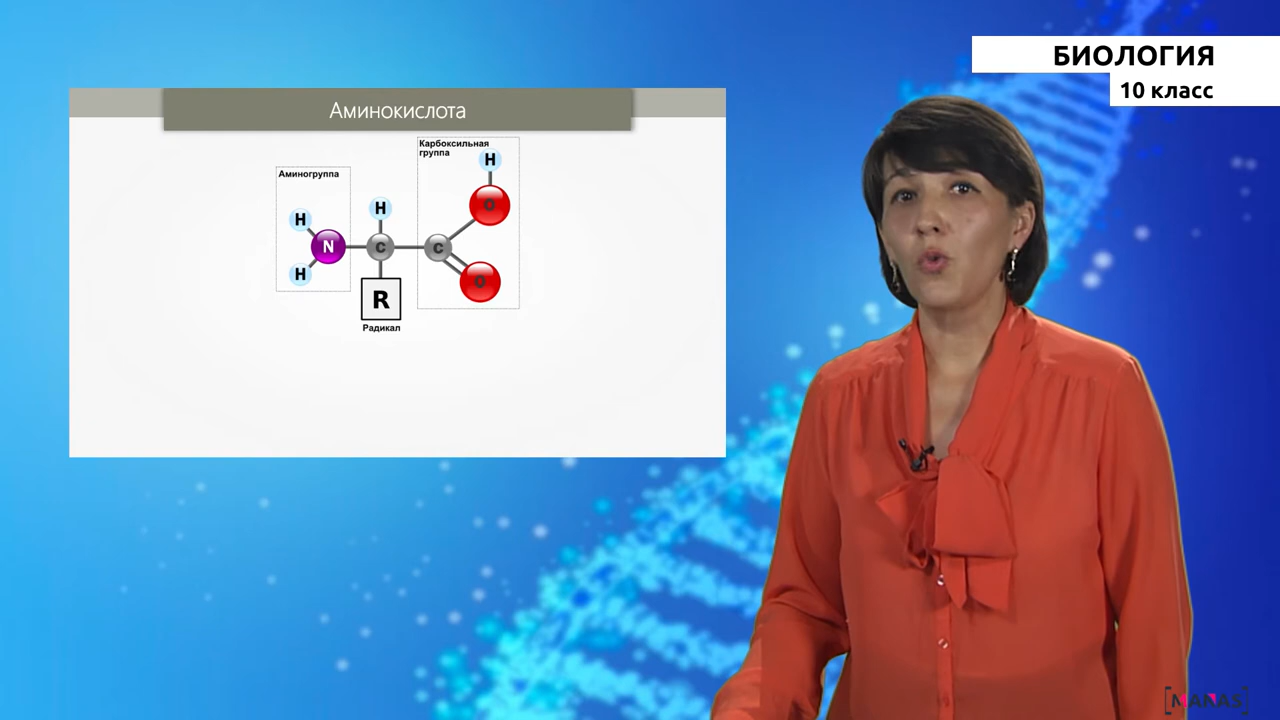 БИОЛОГИЯ
10 класс
Аминокислота
Карбоксильная
группа
Аминогруппа
H
O
H
H
N
C
C
H
O
R
Радикал
[MANAS]